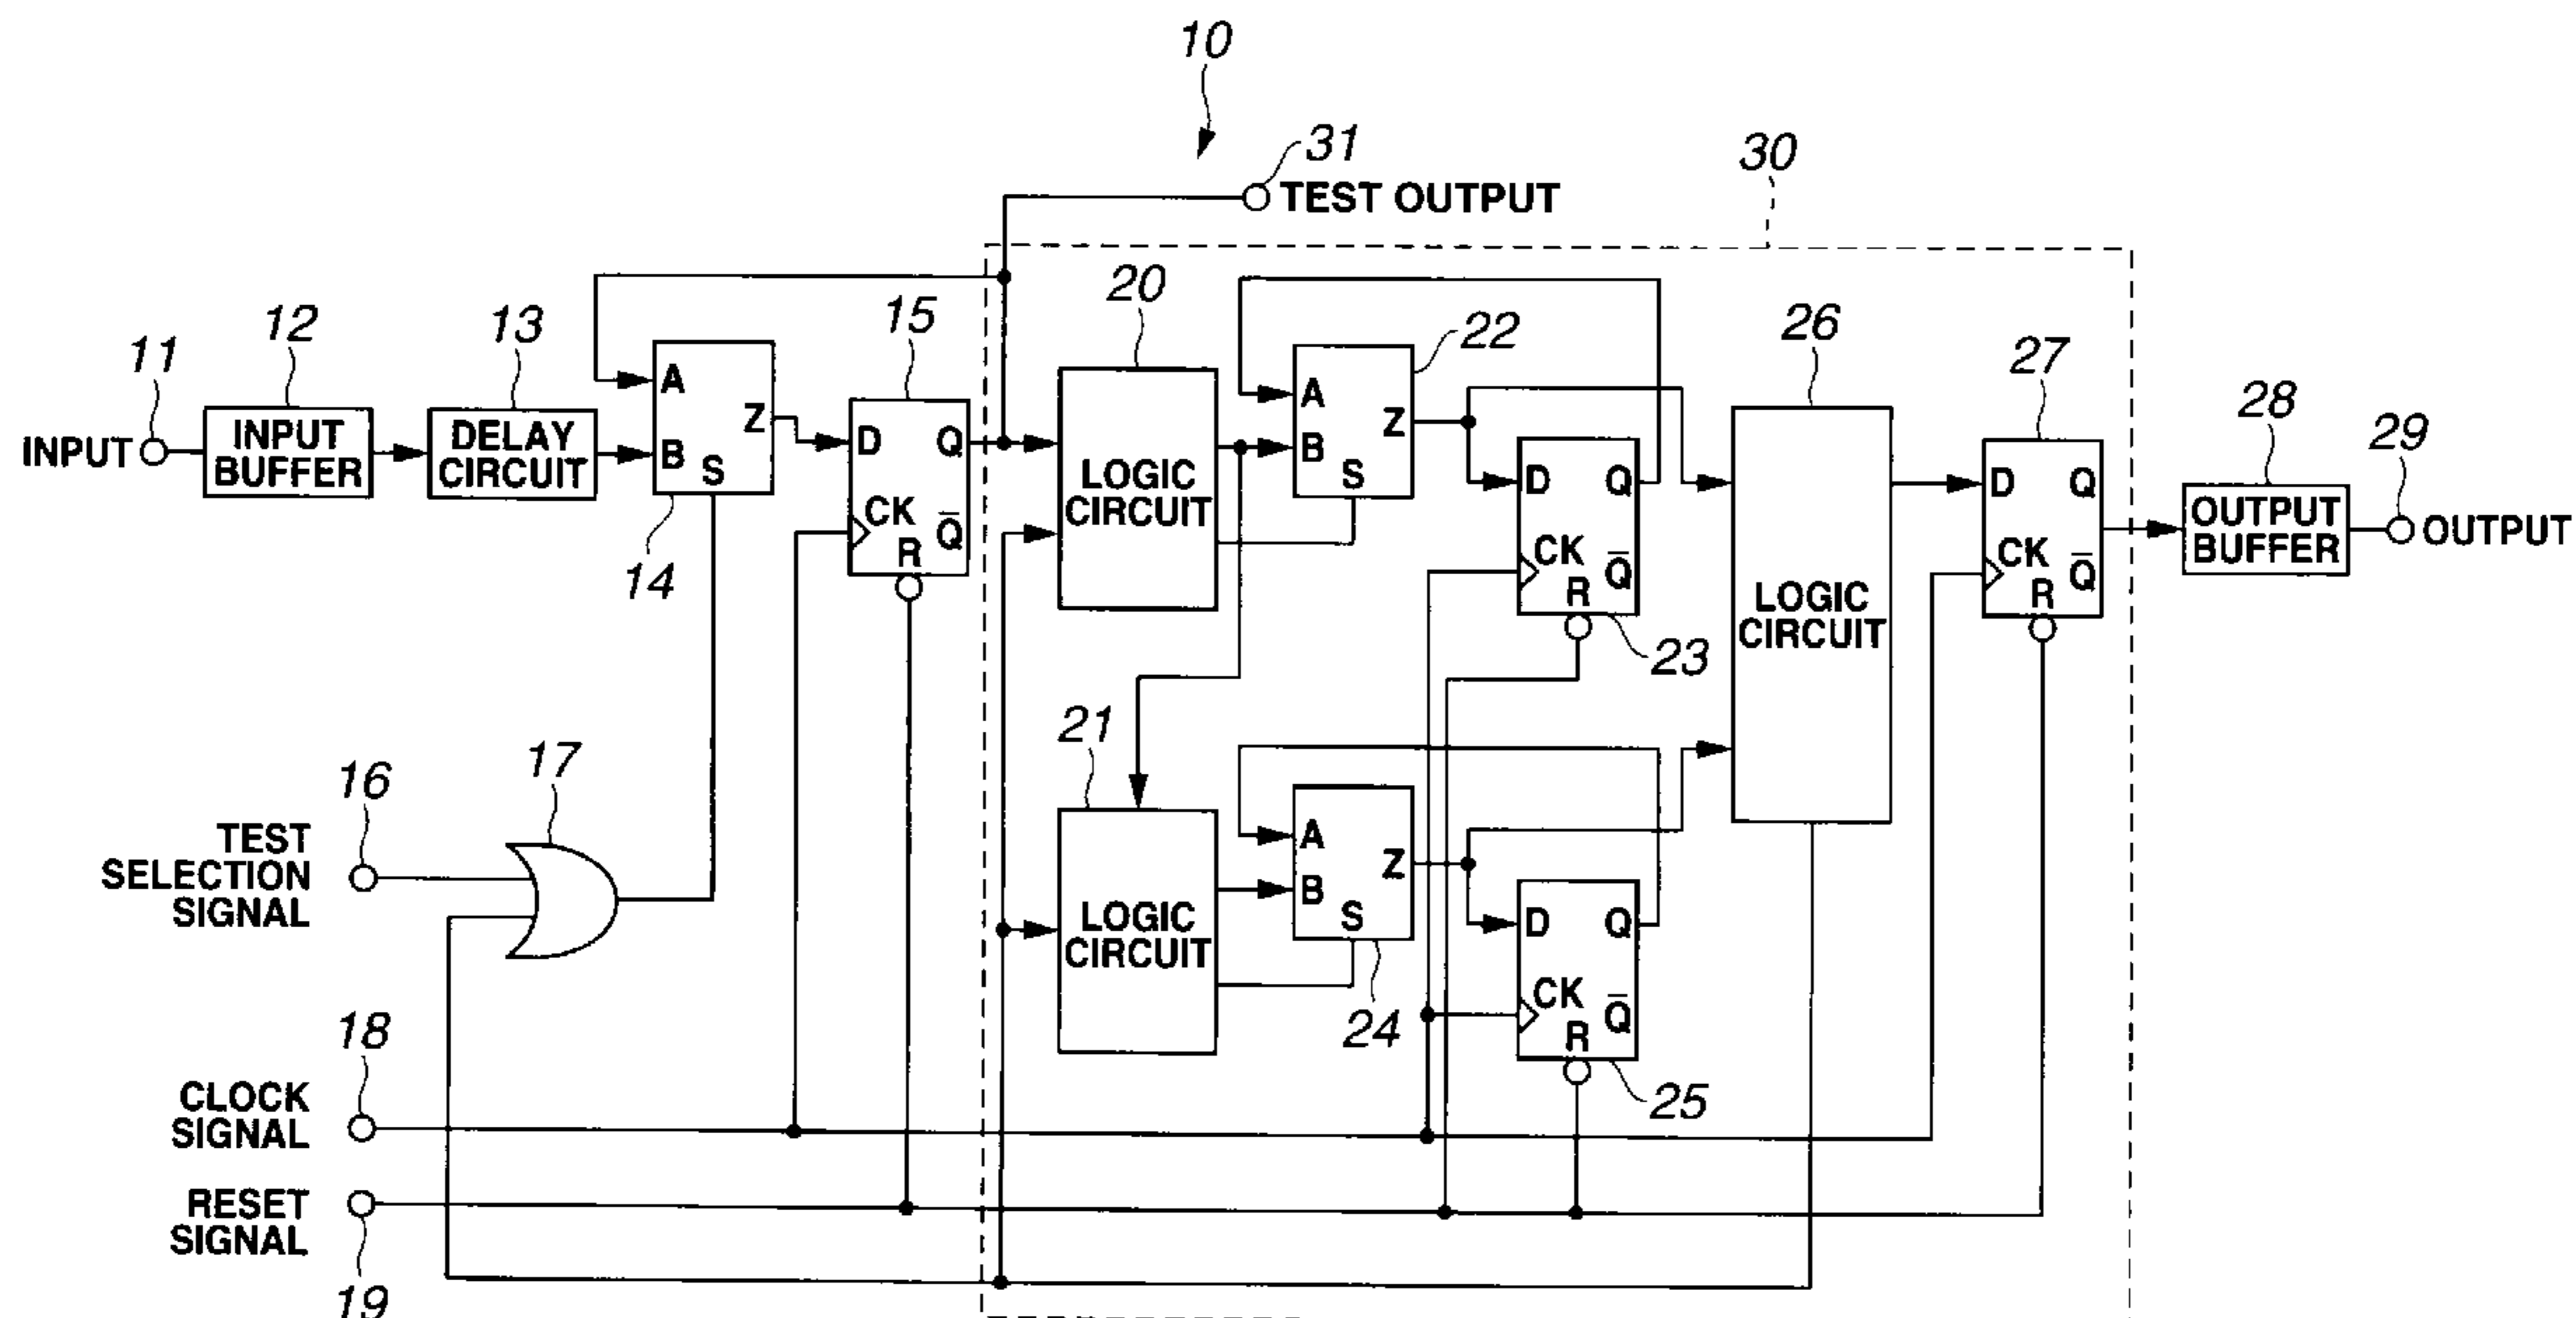 10
31
TEST OUTPUT
30
11
INPUT
12
INPUT
BUFFER
13
DELAY
CIRCUIT
A
B
S
Z
14
15
D
Q
CK
Q̅
R
20
LOGIC
CIRCUIT
22
A
B
S
Z
D
Q
CK
Q̅
R
23
26
LOGIC
CIRCUIT
27
D
Q
CK
Q̅
R
28
OUTPUT
BUFFER
29
OUTPUT
16
TEST
SELECTION
SIGNAL
17
21
LOGIC
CIRCUIT
A
B
S
Z
24
D
Q
CK
Q̅
R
25
18
CLOCK
SIGNAL
RESET
SIGNAL
19